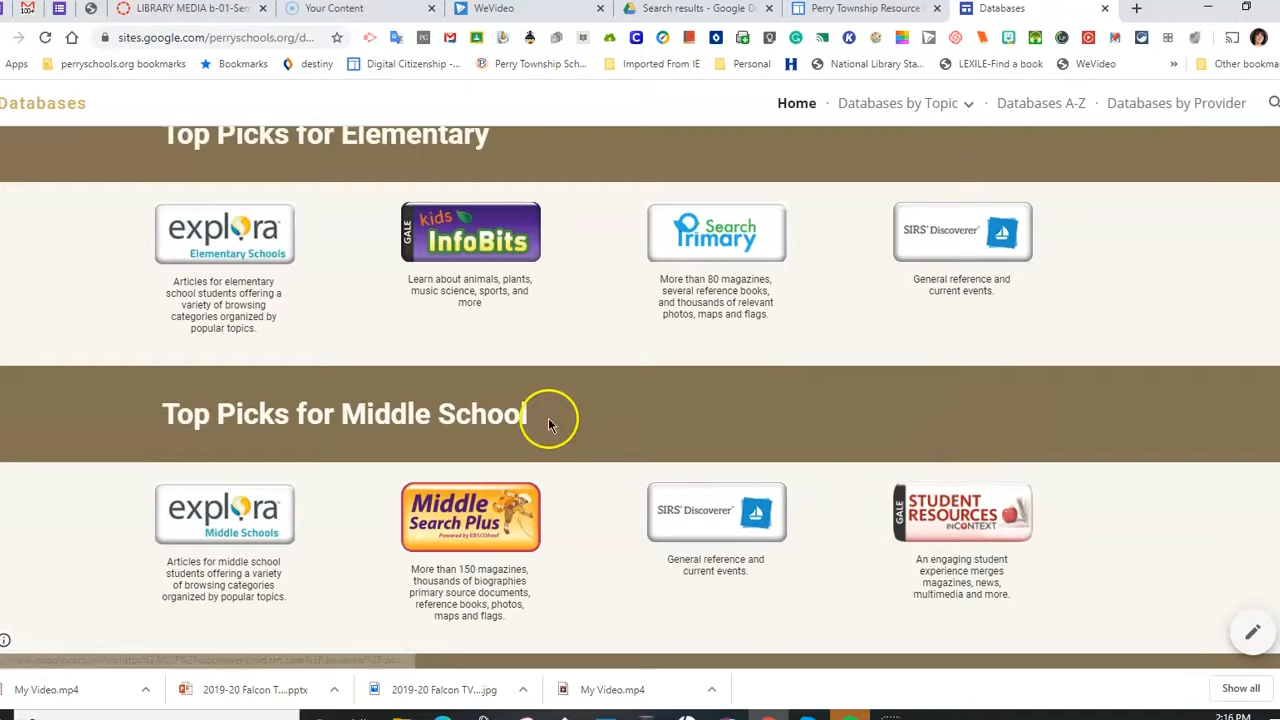 LIBRARY MEDIA b-01-Sem
Your Content
WeVideo
Search results - Google D
Perry Township Resource
Databases
sites.google.com/perryschools.org/d...
Apps
perryschools.org bookmarks
Bookmarks
destiny
Digital Citizenship -...
Perry Township Sch...
Imported From IE
Personal
National Library Sta...
LEXILE-Find a book
WeVideo
»
Other bookma
Databases
Home
Databases by Topic
Databases A-Z
Databases by Provider
Top Picks for Elementary
explora
Elementary Schools
GALE
kids
InfoBits
Primary
Search
SIRS Discoverer
Articles for elementary
school students offering a
variety of browsing
categories organized by
popular topics.
Learn about animals, plants,
music science, sports, and
more
More than 80 magazines,
several reference books,
and thousands of relevant
photos, maps and flags.
General reference and
current events.
Top Picks for Middle School
explora
Middle Schools
Middle
Search Plus
Powered by EBSCOhost
SIRS Discoverer
GALE
STUDENT
RESOURCES
IN CONTEXT
Articles for middle school
students offering a variety
of browsing categories
organized by popular topics.
More than 150 magazines,
thousands of biographies
primary source documents,
reference books, photos,
maps and flags.
General reference and
current events.
An engaging student
experience merges
magazines, news,
multimedia and more.
My Video.mp4
2019-20 Falcon T....pptx
2019-20 Falcon TV....jpg
My Video.mp4
Show all
2:16 PM